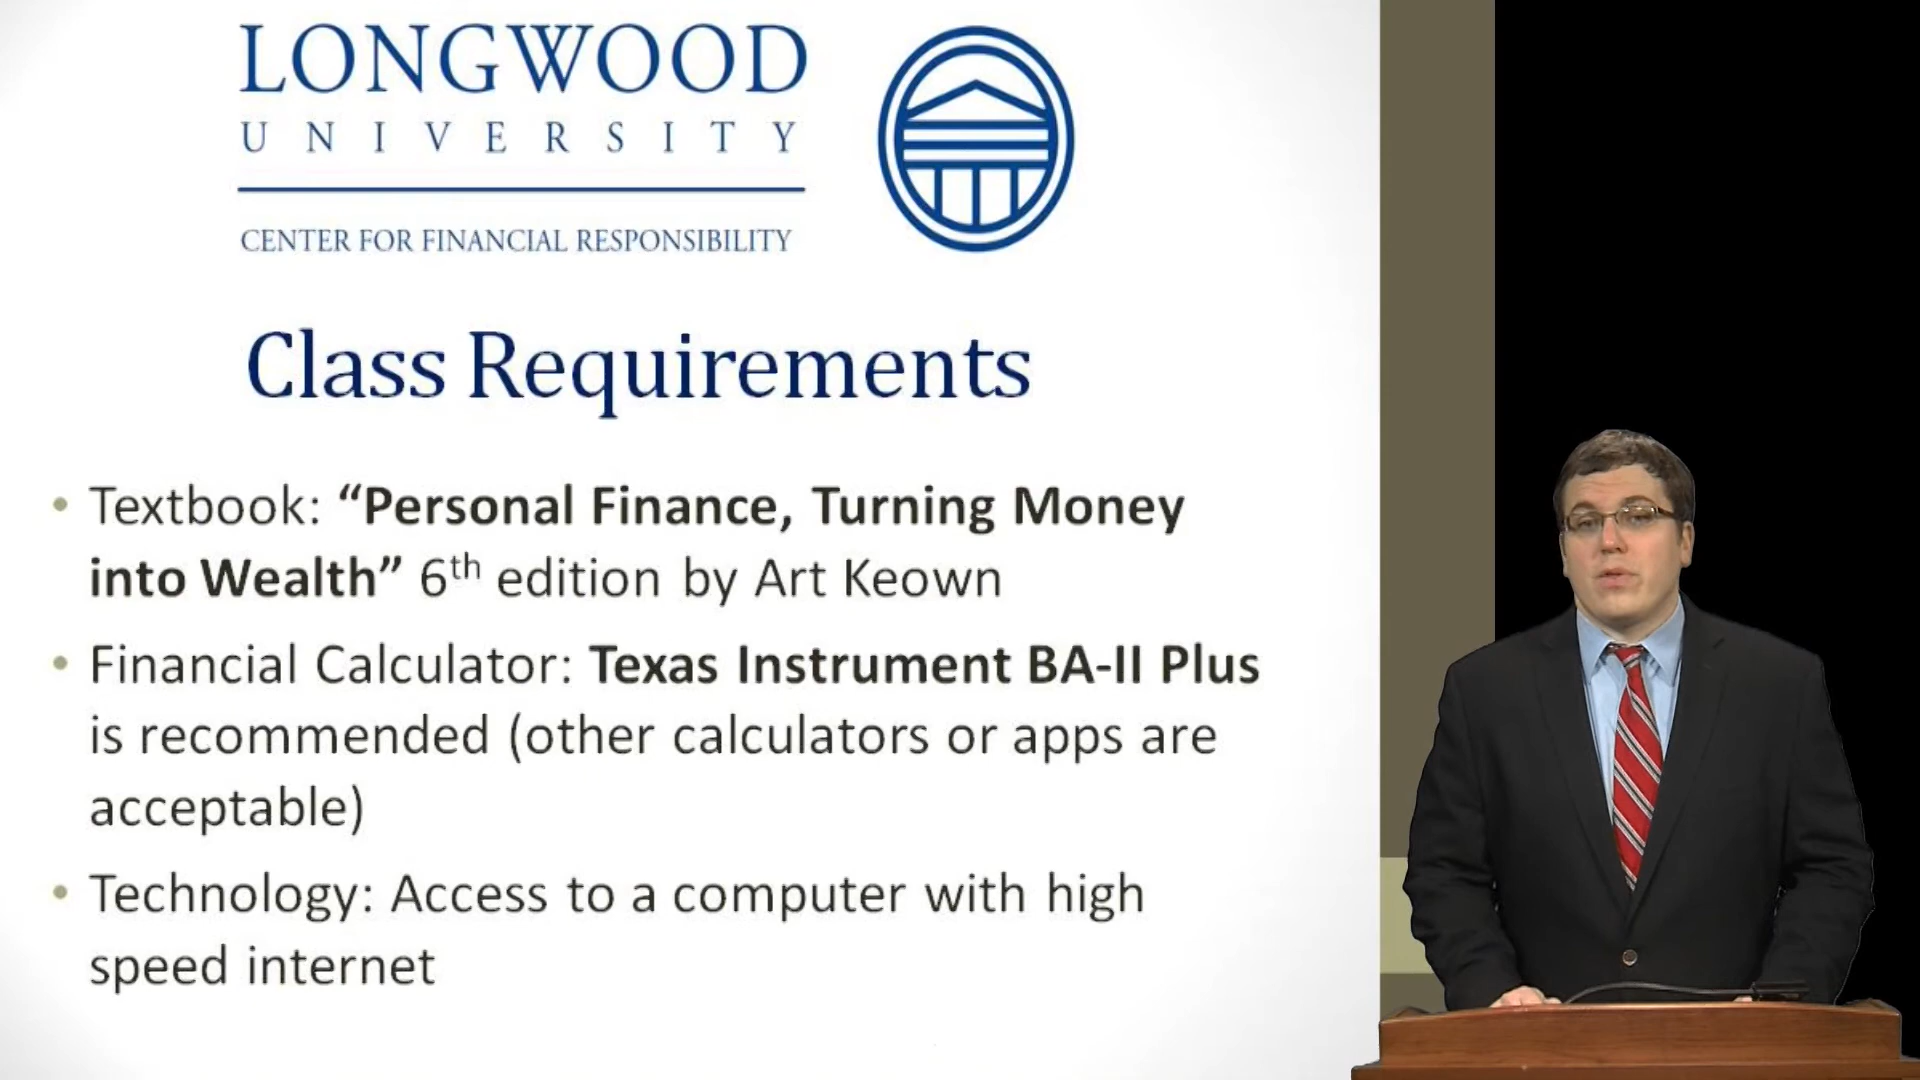 LONGWOOD
UNIVERSITY
CENTER FOR FINANCIAL RESPONSIBILITY
Class Requirements
• Textbook: “Personal Finance, Turning Money
into Wealth” 6th edition by Art Keown
• Financial Calculator: Texas Instrument BA-II Plus
is recommended (other calculators or apps are
acceptable)
• Technology: Access to a computer with high
speed internet